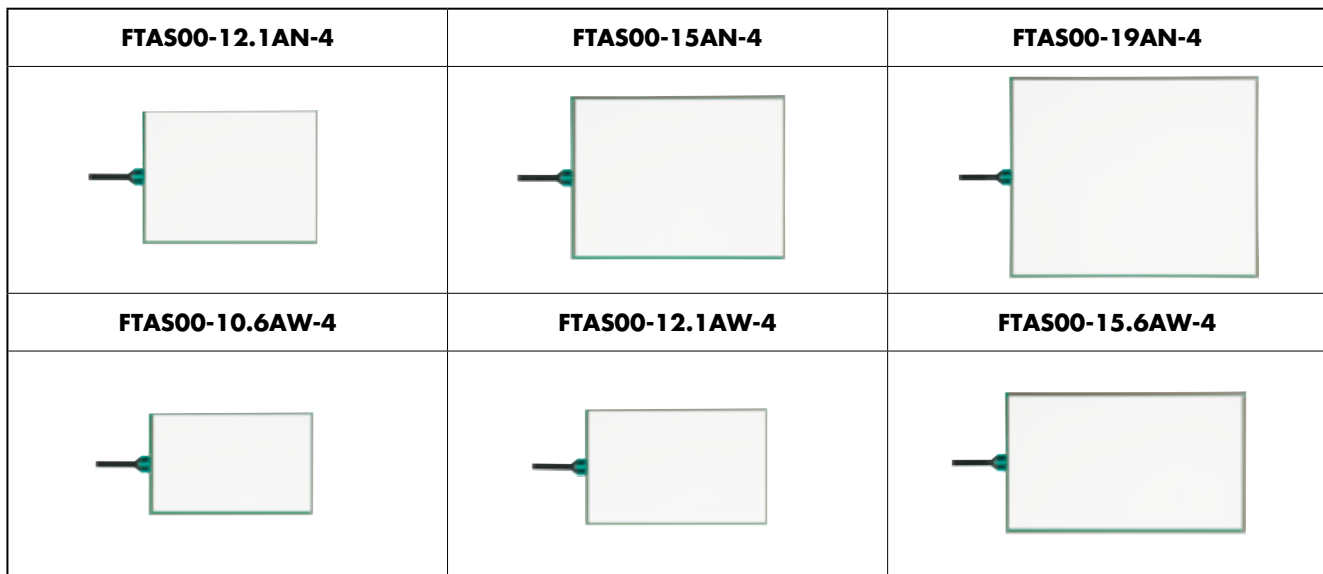 FTAS00-12.1AN-4
FTAS00-15AN-4
FTAS00-19AN-4
FTAS00-10.6AW-4
FTAS00-12.1AW-4
FTAS00-15.6AW-4